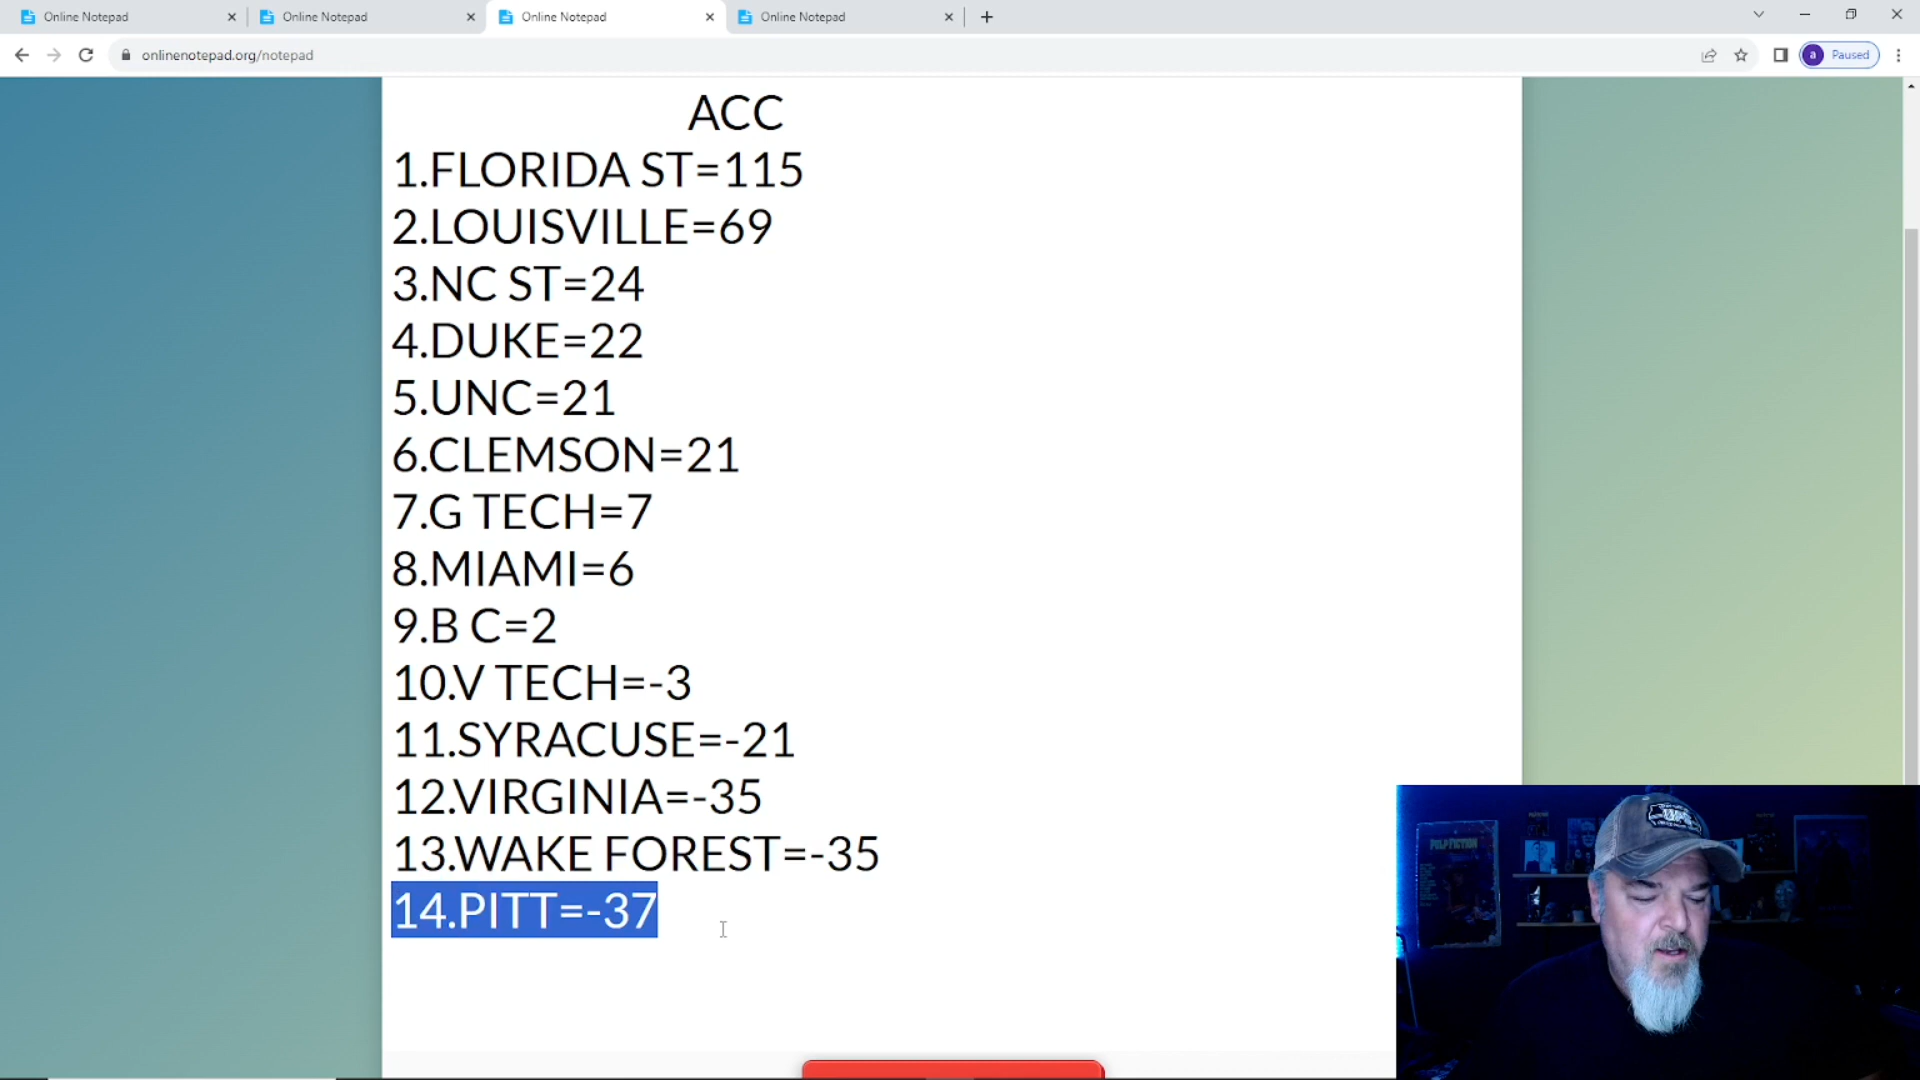 Online Notepad
Online Notepad
Online Notepad
Online Notepad
onlinenotepad.org/notepad
a
Paused
ACC
1.FLORIDA ST=115
2.LOUISVILLE=69
3.NC ST=24
4.DUKE=22
5.UNC=21
6.CLEMSON=21
7.G TECH=7
8.MIAMI=6
9.B C=2
10.V TECH=-3
11.SYRACUSE=-21
12.VIRGINIA=-35
13.WAKE FOREST=-35
14.PITT=-37
PULP FICTION